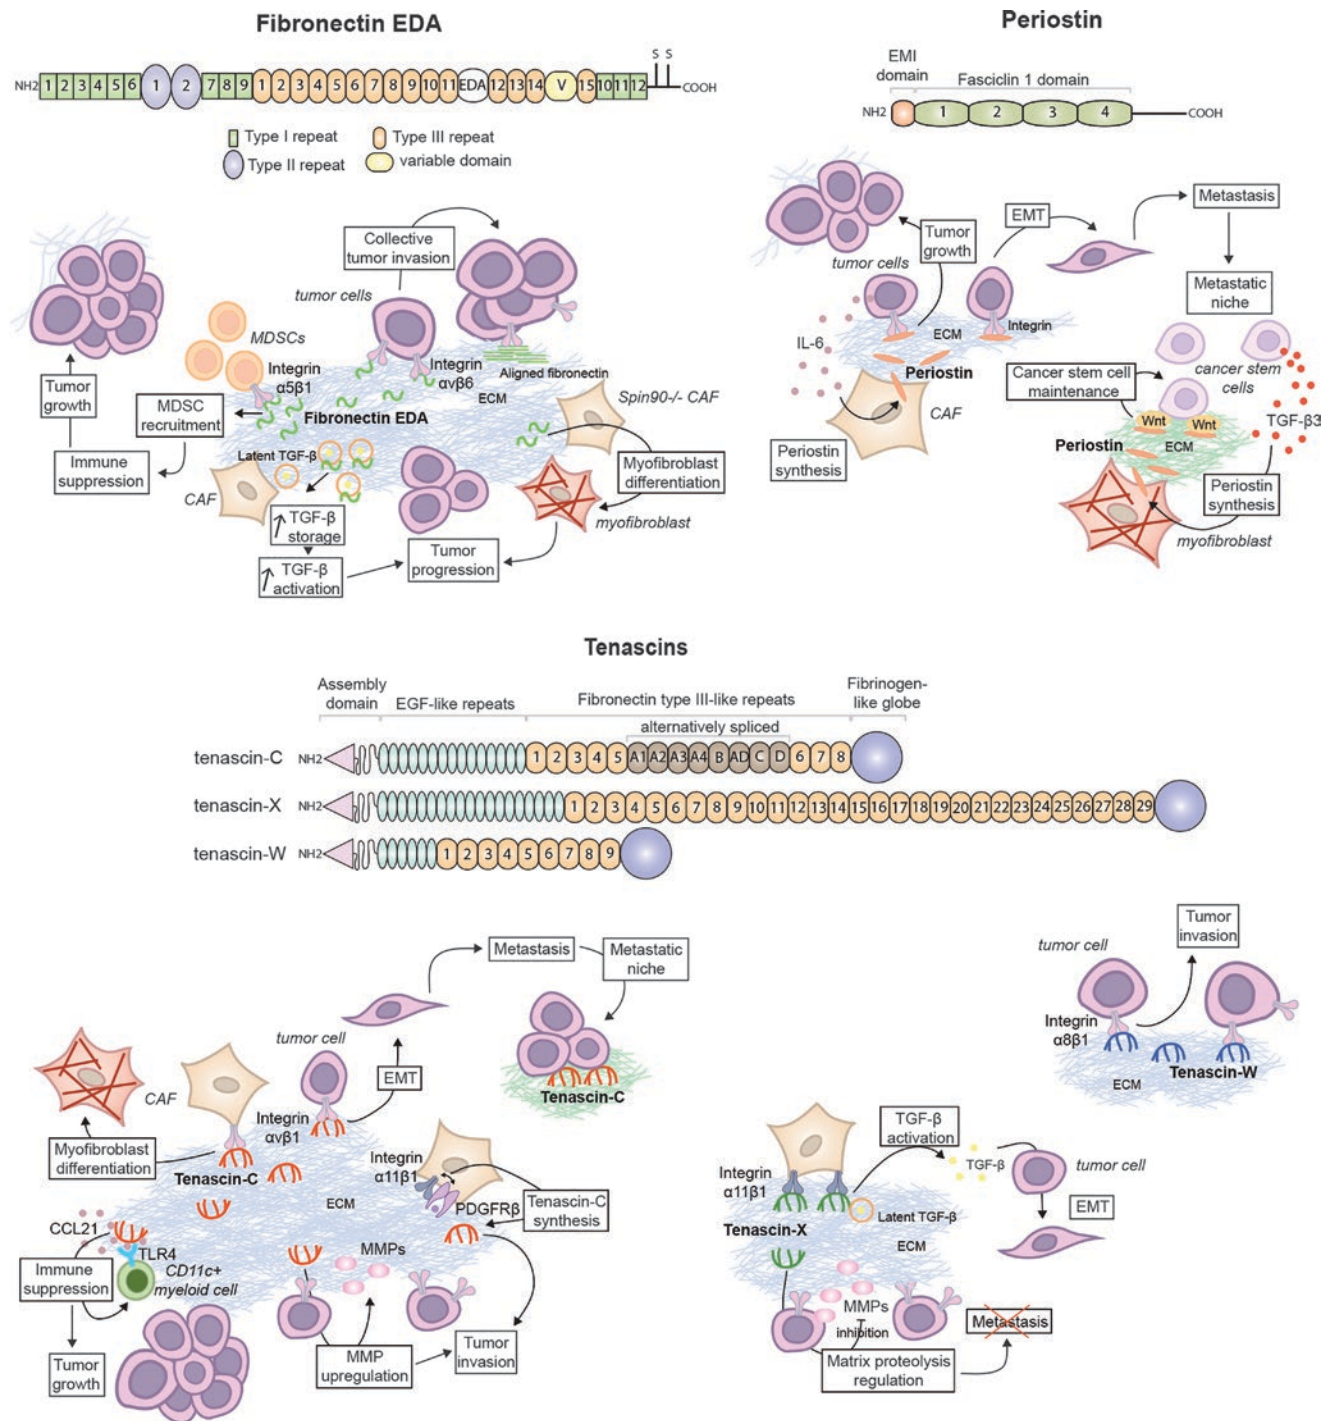 Fibronectin EDA
NH2 1 2 3 4 5 6 1 2 7 8 9 1 2 3 4 5 6 7 8 9 10 11 EDA 12 13 14 V 15 10 11 12 S S COOH
Type I repeat
Type III repeat
Type II repeat
variable domain
Collective
tumor invasion
tumor cells
MDSCs
Integrin
α5β1
Integrin
αvβ6
Aligned fibronectin
ECM
Spin90-/- CAF
Tumor
growth
MDSC
recruitment
Fibronectin EDA
Immune
suppression
Latent TGF-β
CAF
Myofibroblast
differentiation
myofibroblast
TGF-β
storage
TGF-β
activation
Tumor
progression
Periostin
EMI
domain
Fasciclin 1 domain
NH2 1 2 3 4 COOH
Tumor
growth
EMT
Metastasis
tumor cells
Metastatic
niche
ECM
Integrin
IL-6
Periostin
CAF
Periostin
synthesis
Cancer stem cell
maintenance
cancer stem
cells
Wnt
Wnt
TGF-β3
Periostin
ECM
Periostin
synthesis
myofibroblast
Tenascins
Assembly
domain
EGF-like repeats
Fibronectin type III-like repeats
Fibrinogen-
like globe
alternatively spliced
tenascin-C NH2 1 2 3 4 5 A1 A2 A3 A4 B AD C D 6 7 8
tenascin-X NH2 1 2 3 4 5 6 7 8 9 10 11 12 13 14 15 16 17 18 19 20 21 22 23 24 25 26 27 28 29
tenascin-W NH2 1 2 3 4 5 6 7 8 9
Metastasis
Metastatic
niche
tumor cell
EMT
Tenascin-C
CAF
Integrin
αvβ1
Myofibroblast
differentiation
Tenascin-C
Integrin
α11β1
ECM
PDGFRβ
Tenascin-C
synthesis
CCL21
TLR4
Immune
suppression
CD11c+
myeloid cell
MMPs
Tumor
growth
MMP
upregulation
Tumor
invasion
Tumor
invasion
tumor cell
Integrin
α8β1
ECM
Tenascin-W
TGF-β
activation
TGF-β
tumor cell
Integrin
α11β1
Latent TGF-β
Tenascin-X
ECM
EMT
MMPs
inhibition
Metastasis
Matrix proteolysis
regulation